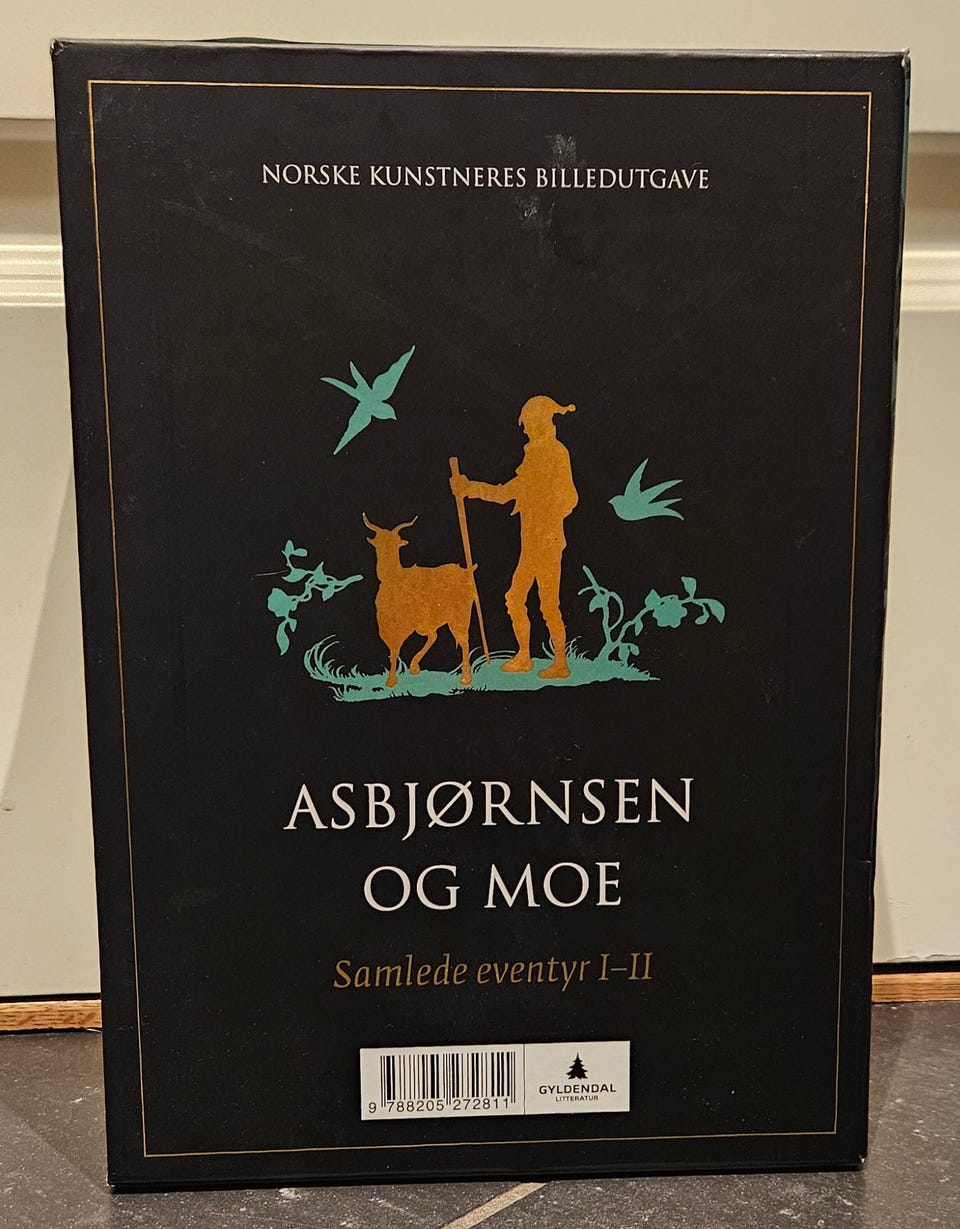 NORSKE KUNSTNERES BILLEDUTGAVE
ASBJØRNSEN
OG MOE
Samlede eventyr I–II
9 788205 272811
GYLDENDAL
LITTERATUR